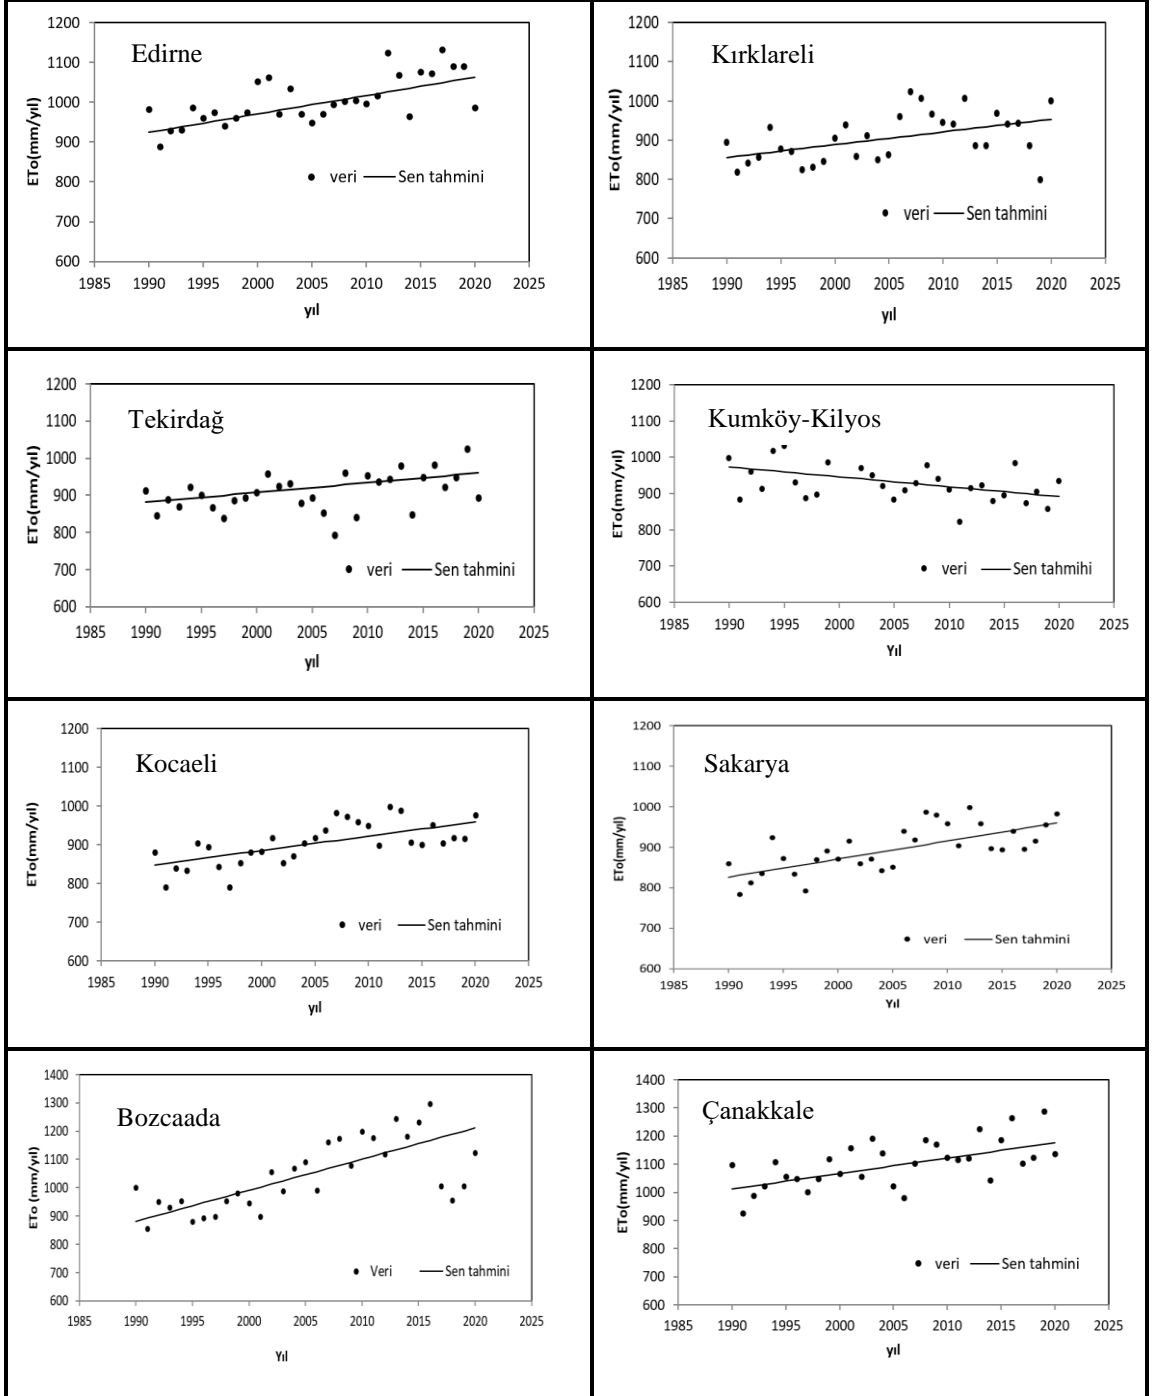 Edirne
ETo(mm/yıl)
1200
1100
1000
900
800
700
600
veri Sen tahmini
1985 1990 1995 2000 2005 2010 2015 2020 2025
yıl
Kırklareli
ETo(mm/yıl)
1200
1100
1000
900
800
700
600
veri Sen tahmini
1985 1990 1995 2000 2005 2010 2015 2020 2025
yıl
Tekirdağ
ETo(mm/yıl)
1200
1100
1000
900
800
700
600
veri Sen tahmini
1985 1990 1995 2000 2005 2010 2015 2020 2025
yıl
Kumköy-Kilyos
ETo(mm/yıl)
1200
1100
1000
900
800
700
600
veri Sen tahmihi
1985 1990 1995 2000 2005 2010 2015 2020 2025
Yıl
Kocaeli
ETo(mm/yıl)
1200
1100
1000
900
800
700
600
veri Sen tahmini
1985 1990 1995 2000 2005 2010 2015 2020 2025
yıl
Sakarya
ETo(mm/yıl)
1200
1100
1000
900
800
700
600
veri Sen tahmini
1985 1990 1995 2000 2005 2010 2015 2020 2025
Yıl
Bozcaada
ETo (mm/yıl)
1400
1300
1200
1100
1000
900
800
700
600
Veri Sen tahmini
1985 1990 1995 2000 2005 2010 2015 2020 2025
Yıl
Çanakkale
ETo(mm/yıl)
1400
1300
1200
1100
1000
900
800
700
600
veri Sen tahmini
1985 1990 1995 2000 2005 2010 2015 2020 2025
yıl